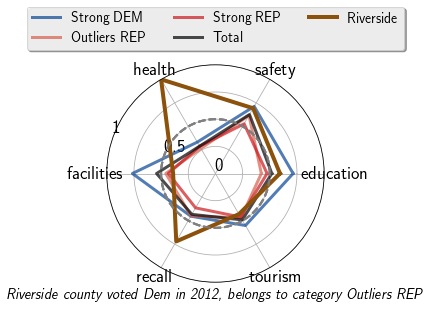 Strong DEM
Outliers REP
Strong REP
Total
Riverside
health
safety
1
0.5
0
facilities
education
recall
tourism
Riverside county voted Dem in 2012, belongs to category Outliers REP